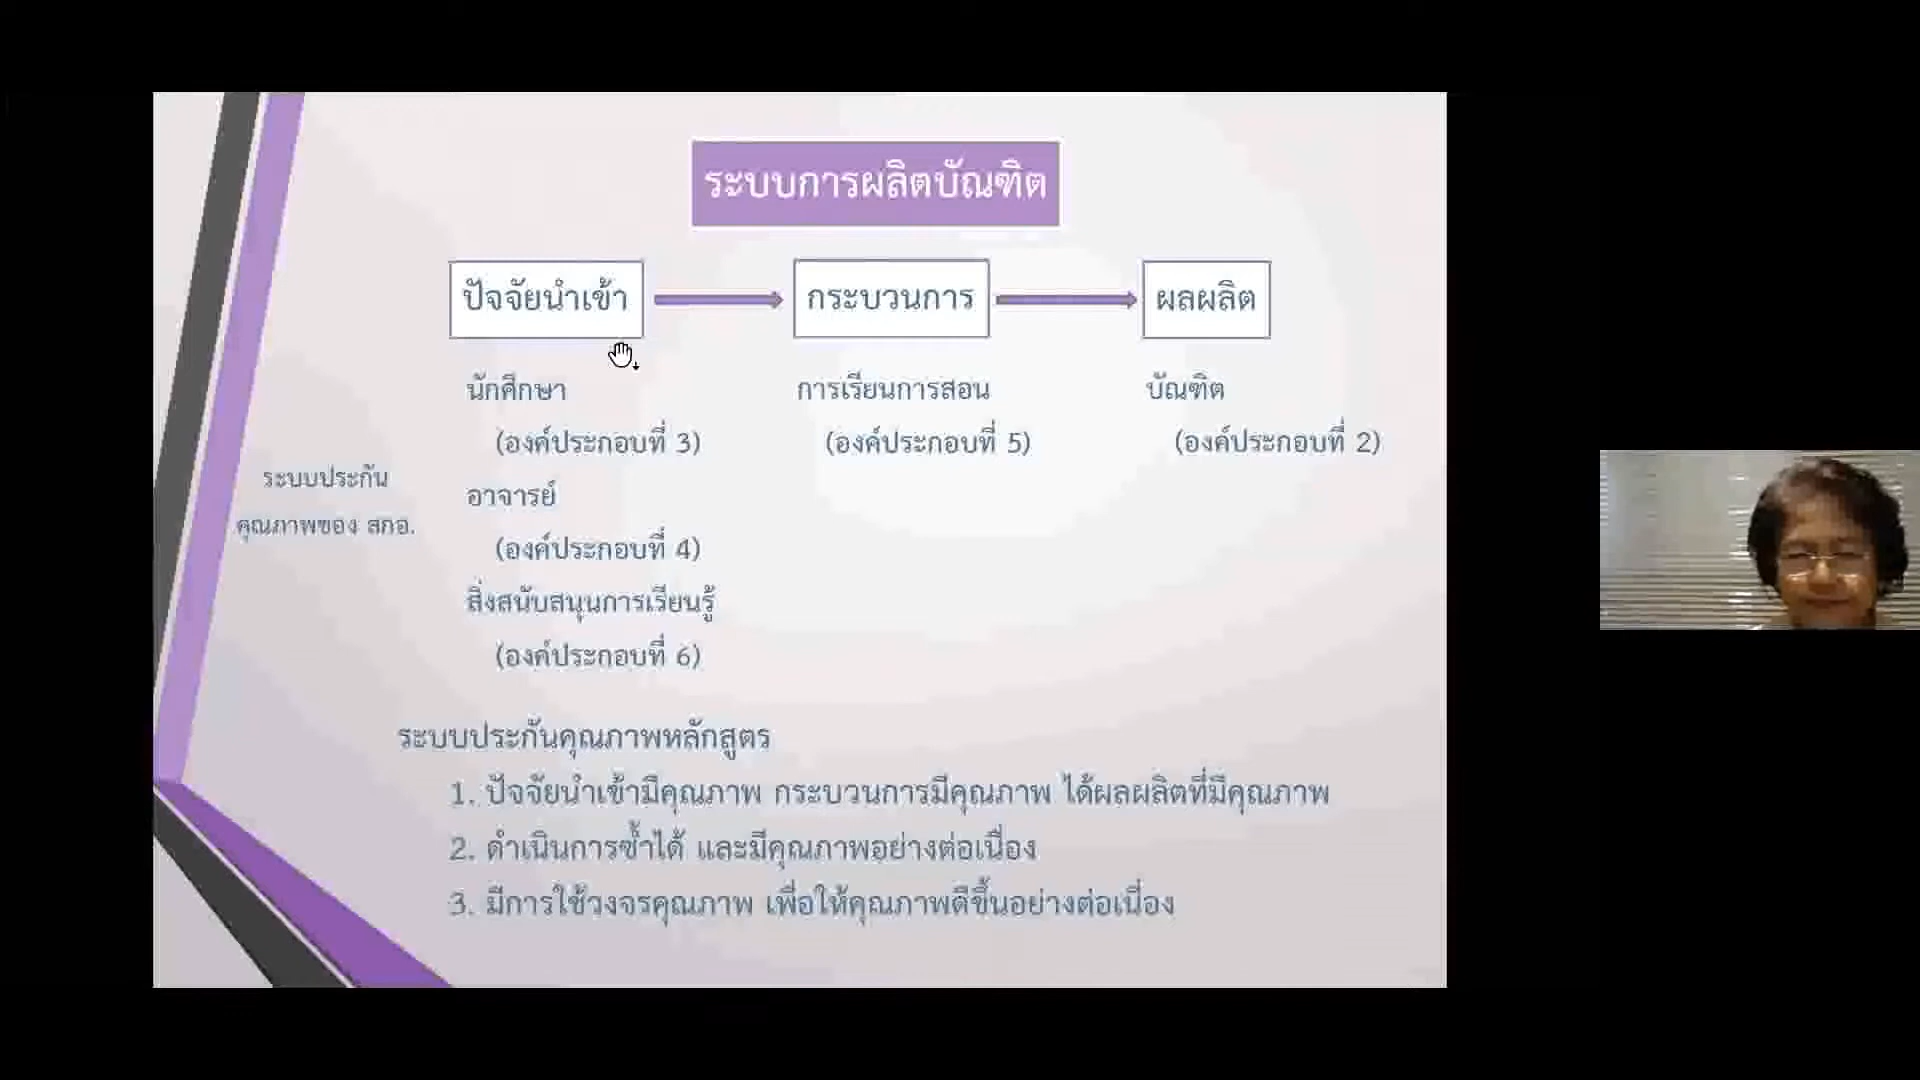 ระบบการผลิตบัณฑิต
ปัจจัยนำเข้า
กระบวนการ
ผลผลิต
นักศึกษา
(องค์ประกอบที่ 3)
อาจารย์
(องค์ประกอบที่ 4)
สิ่งสนับสนุนการเรียนรู้
(องค์ประกอบที่ 6)
การเรียนการสอน
(องค์ประกอบที่ 5)
บัณฑิต
(องค์ประกอบที่ 2)
ระบบประกัน
คุณภาพของ สกอ.
ระบบประกันคุณภาพหลักสูตร
1. ปัจจัยนำเข้ามีคุณภาพ กระบวนการมีคุณภาพ ได้ผลผลิตที่มีคุณภาพ
2. ดำเนินการซ้ำได้ และมีคุณภาพอย่างต่อเนื่อง
3. มีการใช้วงจรคุณภาพ เพื่อให้คุณภาพดีขึ้นอย่างต่อเนื่อง